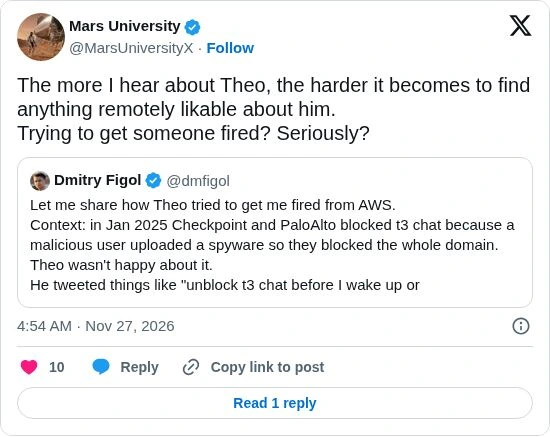 Mars University
@MarsUniversityX · Follow
The more I hear about Theo, the harder it becomes to find
anything remotely likable about him.
Trying to get someone fired? Seriously?
Dmitry Figol @dmfigol
Let me share how Theo tried to get me fired from AWS.
Context: in Jan 2025 Checkpoint and PaloAlto blocked t3 chat because a
malicious user uploaded a spyware so they blocked the whole domain.
Theo wasn't happy about it.
He tweeted things like "unblock t3 chat before I wake up or
4:54 AM · Nov 27, 2026
10 Reply Copy link to post
Read 1 reply